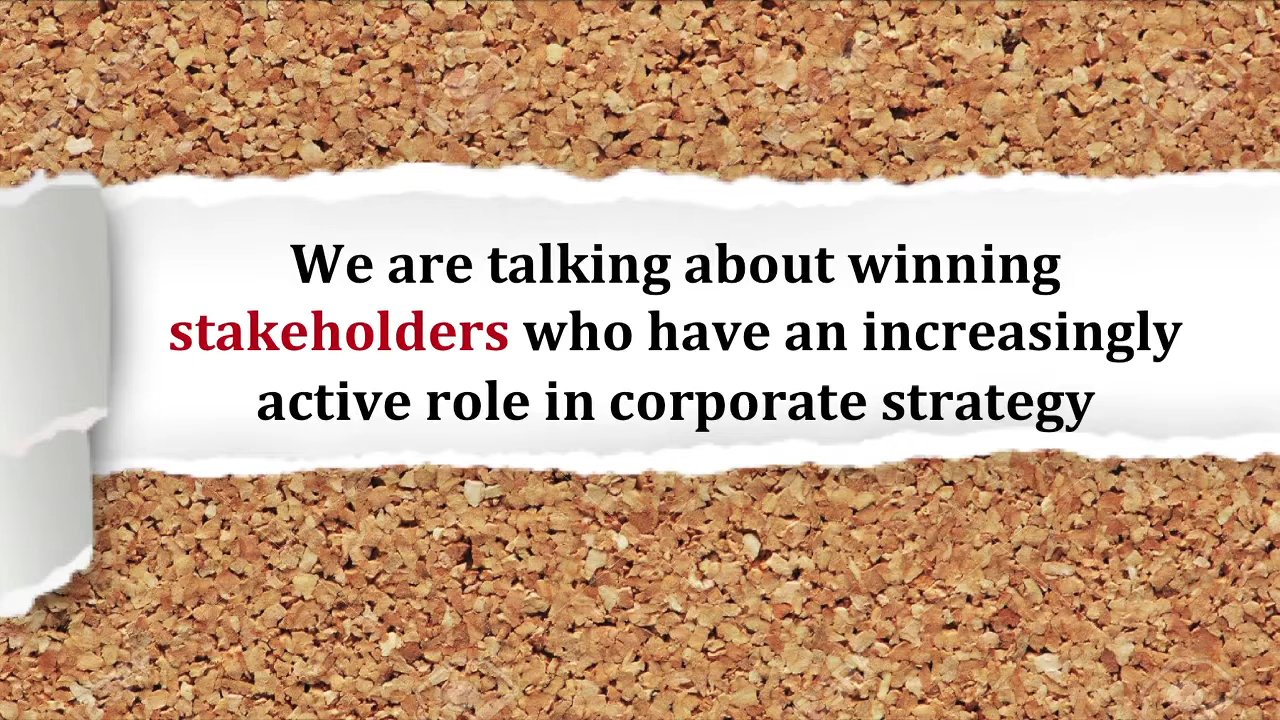 We are talking about winning
stakeholders who have an increasingly
active role in corporate strategy